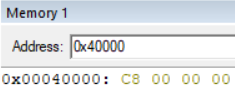 Memory 1
Address: 0x40000
0x00040000: C8 00 00 00